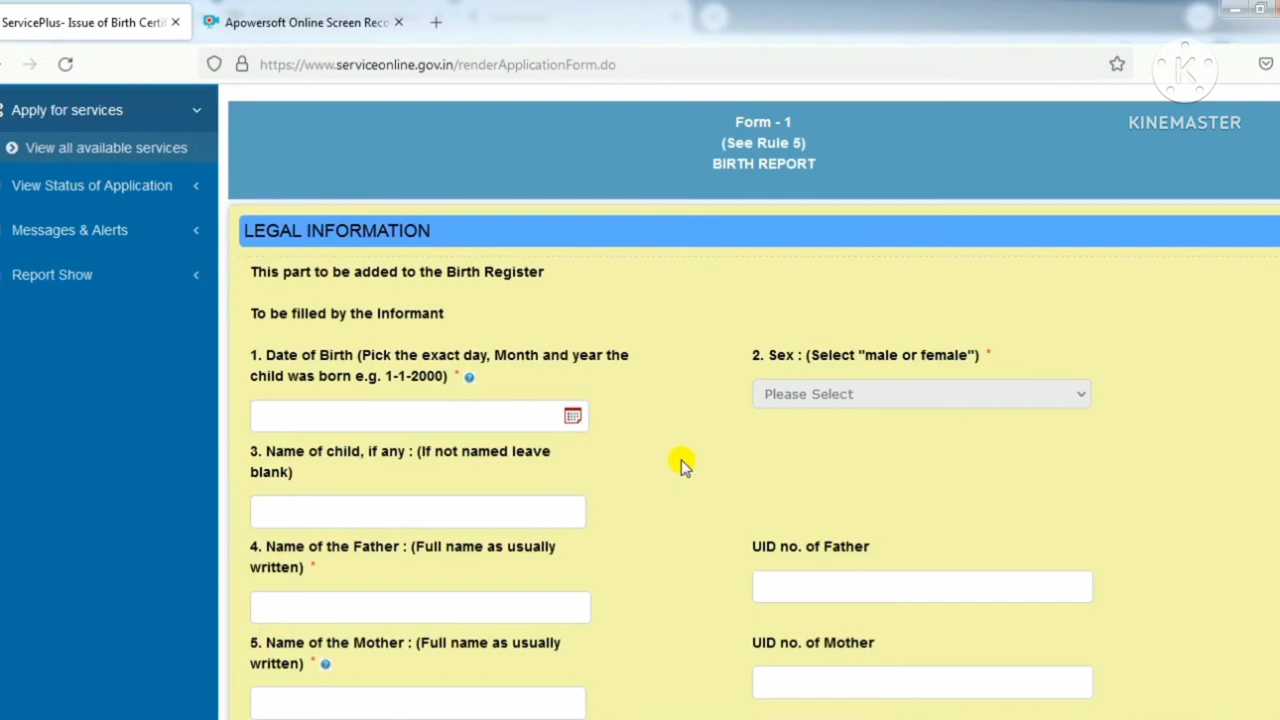 ServicePlus- Issue of Birth Certif
Apowersoft Online Screen Reco
https://www.serviceonline.gov.in/renderApplicationForm.do
KINEMASTER
Apply for services
View all available services
View Status of Application
Messages & Alerts
Report Show
Form - 1
(See Rule 5)
BIRTH REPORT
LEGAL INFORMATION
This part to be added to the Birth Register
To be filled by the Informant
1. Date of Birth (Pick the exact day, Month and year the
child was born e.g. 1-1-2000) *
2. Sex : (Select "male or female") *
Please Select
3. Name of child, if any : (If not named leave
blank)
4. Name of the Father : (Full name as usually
written) *
UID no. of Father
5. Name of the Mother : (Full name as usually
written) *
UID no. of Mother